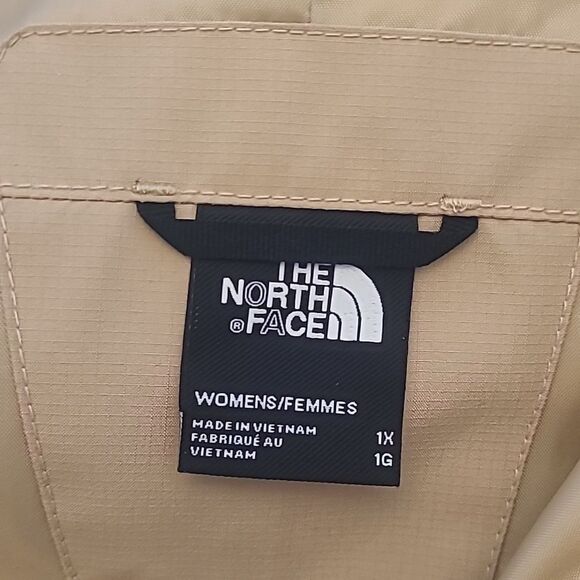 THE
NORTH
®FACE
WOMENS/FEMMES
MADE IN VIETNAM 1X
FABRIQUÉ AU
VIETNAM 1G